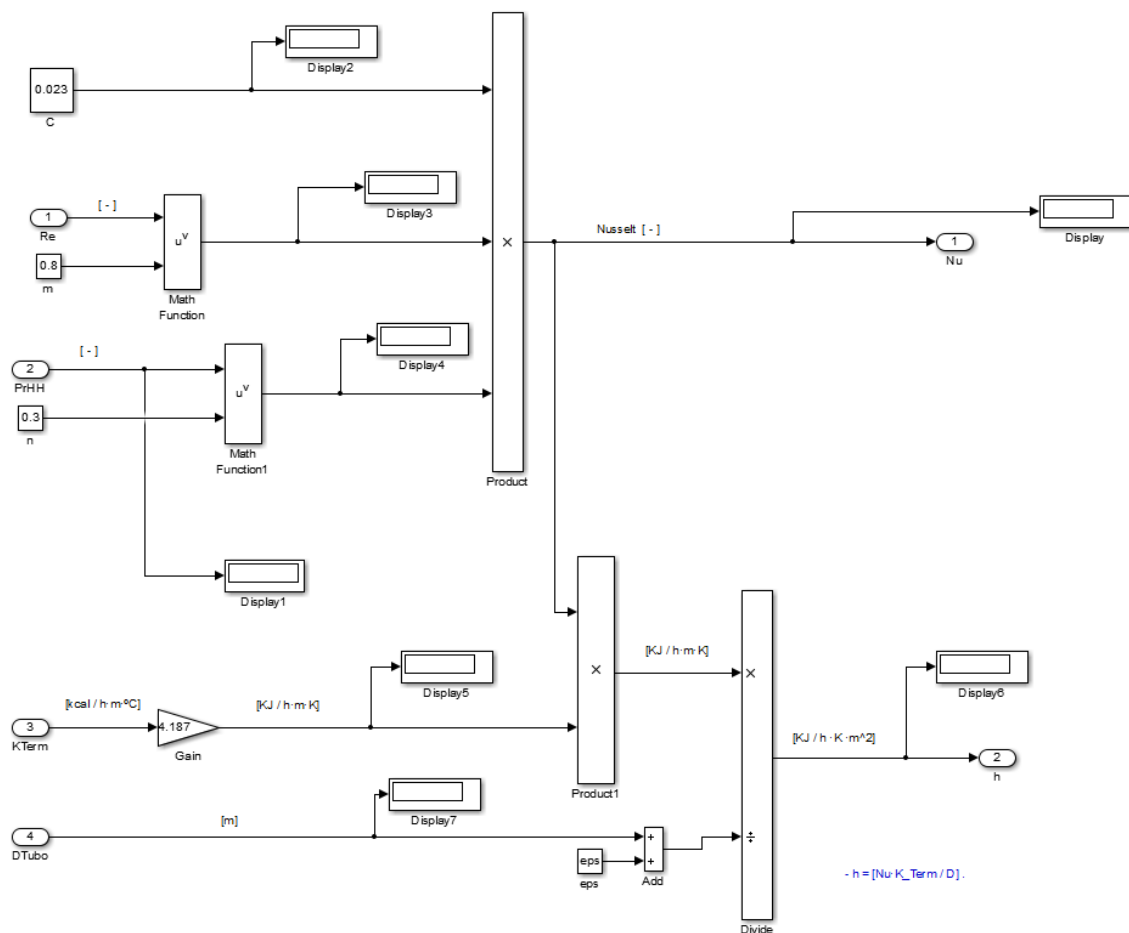 Display2
0.023
C
Display3
[ - ]
1
Re
u^v
0.8
m
Math
Function
×
Nusselt [ - ]
Display
1
Nu
Display4
[ - ]
2
PrHH
u^v
0.3
n
Math
Function1
Product
Display1
Display5
[kcal / h·m·ºC]
[KJ / h·m·K]
3
KTerm
4.187
Gain
×
[KJ / h·m·K]
Product1
×
Display6
[KJ / h ·K ·m^2]
2
h
Display7
[m]
4
DTubo
+
+
eps
eps
Add
÷
- h = [Nu·K_Term / D] .
Divide